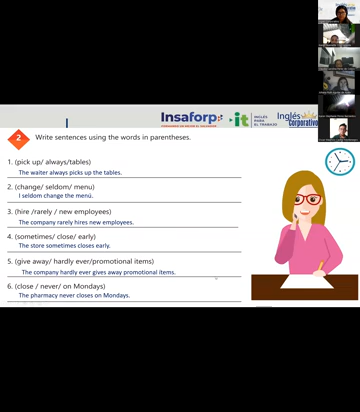 Insaforp
it
INGLÉS
PARA
EL TRABAJO
Inglés
corporativo
2
Write sentences using the words in parentheses.
1. (pick up/ always/tables)
The waiter always picks up the tables.
2. (change/ seldom/ menu)
I seldom change the menú.
3. (hire /rarely / new employees)
The company rarely hires new employees.
4. (sometimes/ close/ early)
The store sometimes closes early.
5. (give away/ hardly ever/promotional items)
The company hardly ever gives away promotional items.
6. (close / never/ on Mondays)
The pharmacy never closes on Mondays.